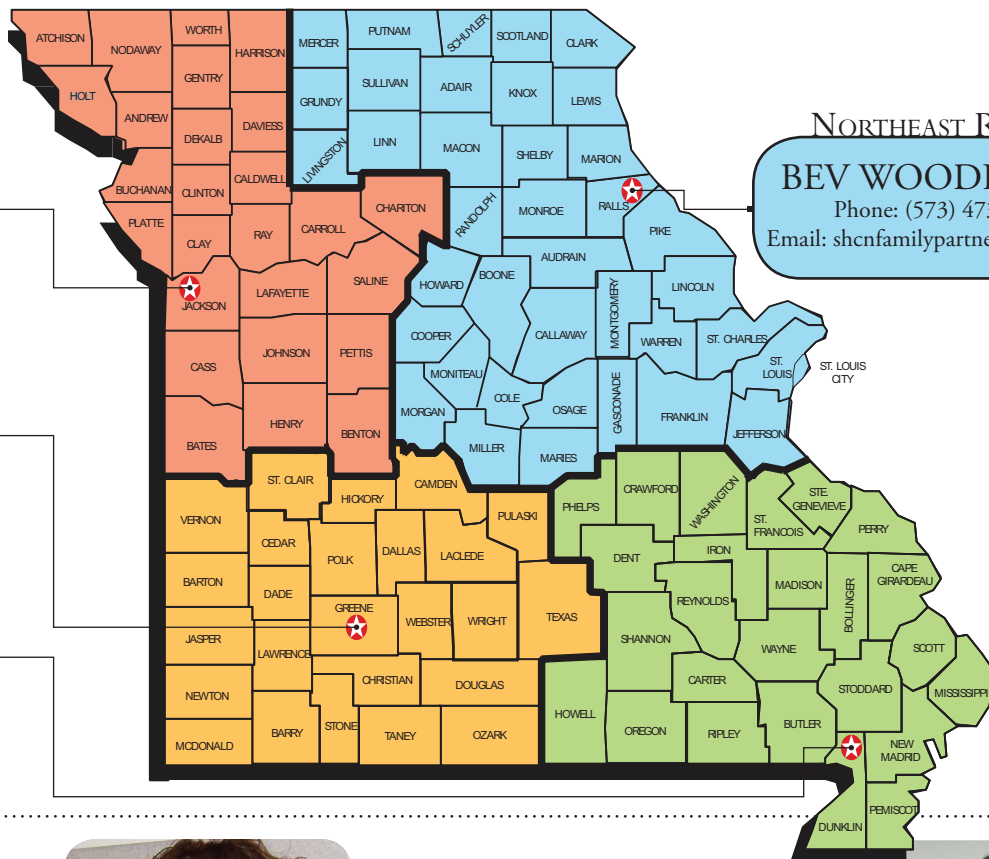 ATCHISON
NODAWAY
WORTH
HARRISON
MERCER
PUTNAM
SCHUYLER
SCOTLAND
CLARK
HOLT
GENTRY
SULLIVAN
ADAIR
KNOX
LEWIS
GRUNDY
ANDREW
DEKALB
DAVIESS
LIVINGSTON
LINN
MACON
SHELBY
MARION
NORTHEAST
BUCHANAN
CLINTON
CALDWELL
CHARITON
RANDOLPH
MONROE
RALLS
BEV
Phone: (573) 473
Email: shcnfamilypartne
PLATTE
CLAY
RAY
CARROLL
PIKE
AUDRAIN
JACKSON
LAFAYETTE
SALINE
HOWARD
BOONE
MONTGOMERY
LINCOLN
CASS
JOHNSON
PETTIS
COOPER
CALLAWAY
WARREN
ST. CHARLES
ST.
LOUIS
ST. LOUIS
CITY
MONITEAU
COLE
OSAGE
GASCONADE
FRANKLIN
JEFFERSON
BATES
HENRY
BENTON
MORGAN
MILLER
MARIES
ST. CLAIR
HICKORY
CAMDEN
PULASKI
PHELPS
CRAWFORD
WASHINGTON
STE.
GENEVIEVE
ST.
FRANCOIS
PERRY
VERNON
CEDAR
POLK
DALLAS
LACLEDE
DENT
IRON
MADISON
BOLLINGER
CAPE
GIRARDEAU
BARTON
DADE
GREENE
WEBSTER
WRIGHT
TEXAS
REYNOLDS
SHANNON
WAYNE
SCOTT
JASPER
LAWRENCE
CHRISTIAN
DOUGLAS
CARTER
STODDARD
MISSISSIPPI
NEWTON
HOWELL
OREGON
RIPLEY
BUTLER
MCDONALD
BARRY
STONE
TANEY
OZARK
NEW
MADRID
DUNKLIN
PEMISCOT